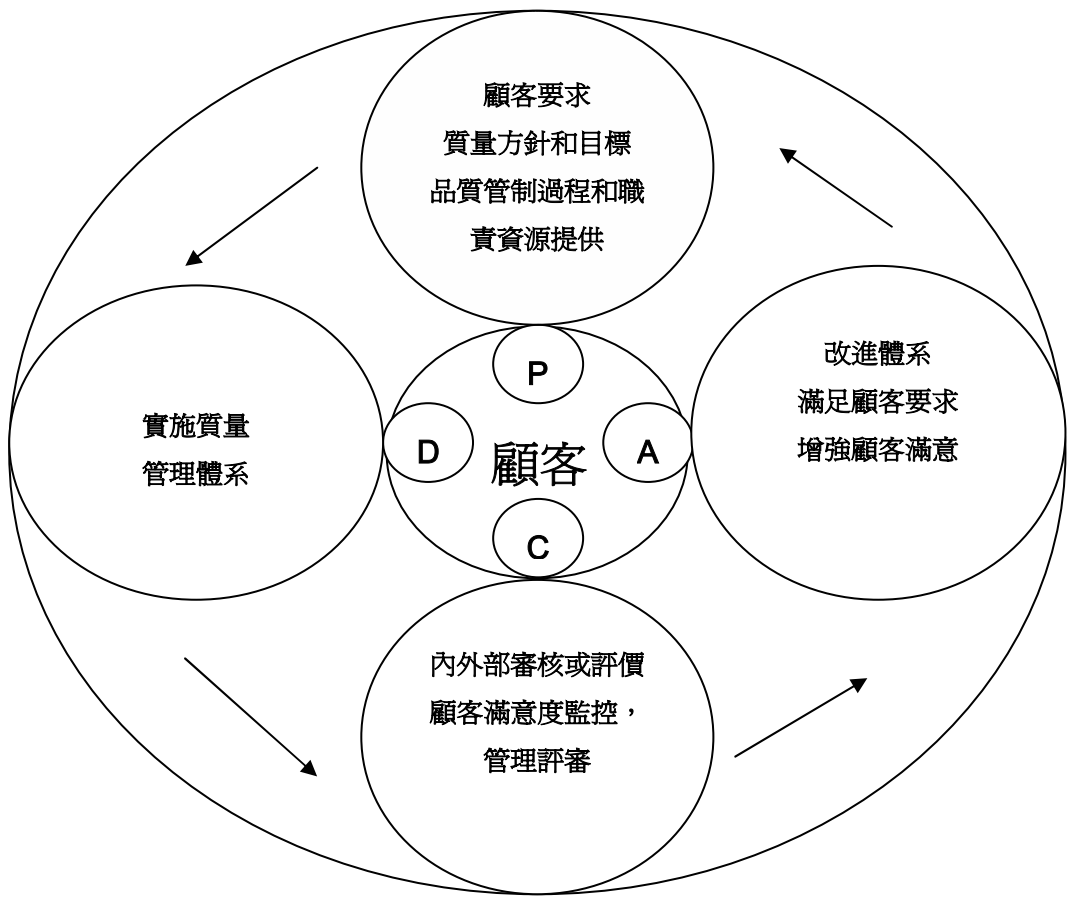 顧客要求
質量方針和目標
品質管制過程和職
責資源提供
改進體系
滿足顧客要求
增強顧客滿意
實施質量
管理體系
P
D
顧客
A
C
內外部審核或評價
顧客滿意度監控，
管理評審